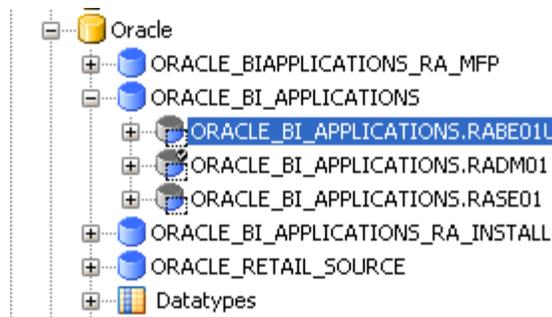 Oracle
ORACLE_BIAPPLICATIONS_RA_MFP
ORACLE_BI_APPLICATIONS
ORACLE_BI_APPLICATIONS.RABE01U
ORACLE_BI_APPLICATIONS.RADM01
ORACLE_BI_APPLICATIONS.RASE01
ORACLE_BI_APPLICATIONS_RA_INSTALL
ORACLE_RETAIL_SOURCE
Datatypes